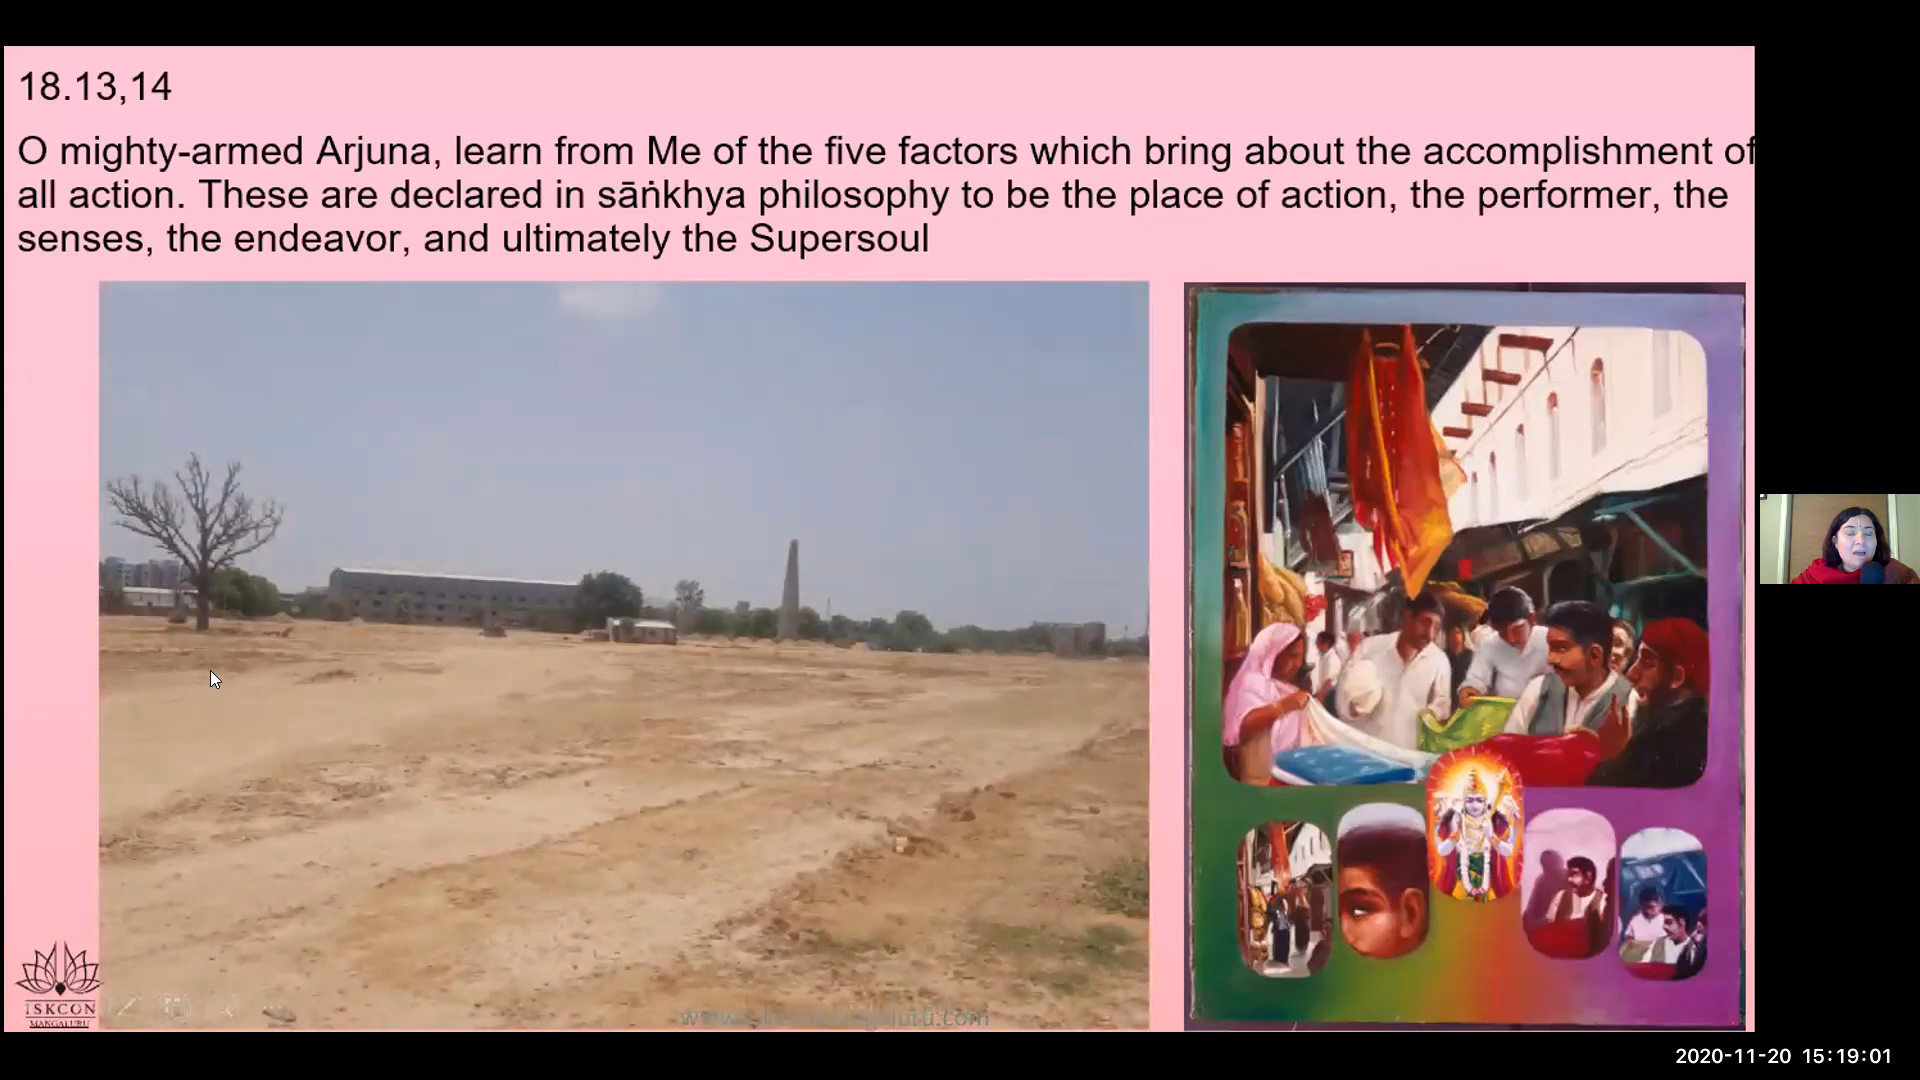 18.13,14
O mighty-armed Arjuna, learn from Me of the five factors which bring about the accomplishment of
all action. These are declared in sāṅkhya philosophy to be the place of action, the performer, the
senses, the endeavor, and ultimately the Supersoul
ISKCON
MANGALURU
2020-11-20 15:19:01